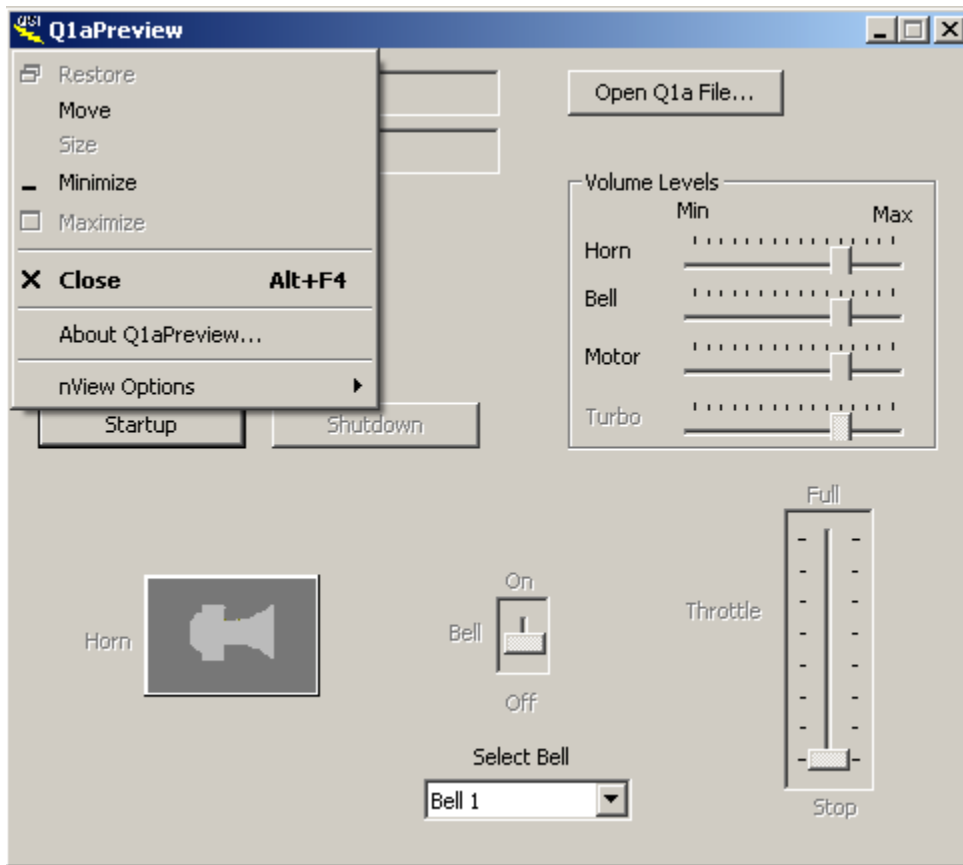 QSI
Q1aPreview
Restore
Move
Size
Minimize
Maximize
Close Alt+F4
About Q1aPreview...
nView Options
Open Q1a File...
Volume Levels
Min Max
Horn
Bell
Motor
Turbo
Startup Shutdown
Horn
On
Bell
Off
Select Bell
Bell 1
Full
Throttle
Stop